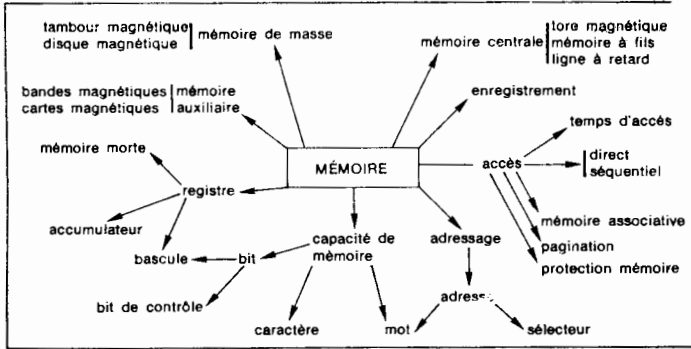 tambour magnétique
disque magnétique
mémoire de masse
mémoire centrale
tore magnétique
mémoire à fils
ligne à retard
bandes magnétiques
cartes magnétiques
mémoire
auxiliaire
enregistrement
temps d'accés
mémoire morte
MÉMOIRE
accès
direct
séquentiel
registre
accumulateur
capacité de
mèmoire
adressage
mémoire associative
bascule
bit
pagination
protection mémoire
bit de contrôle
caractère
mot
sélecteur